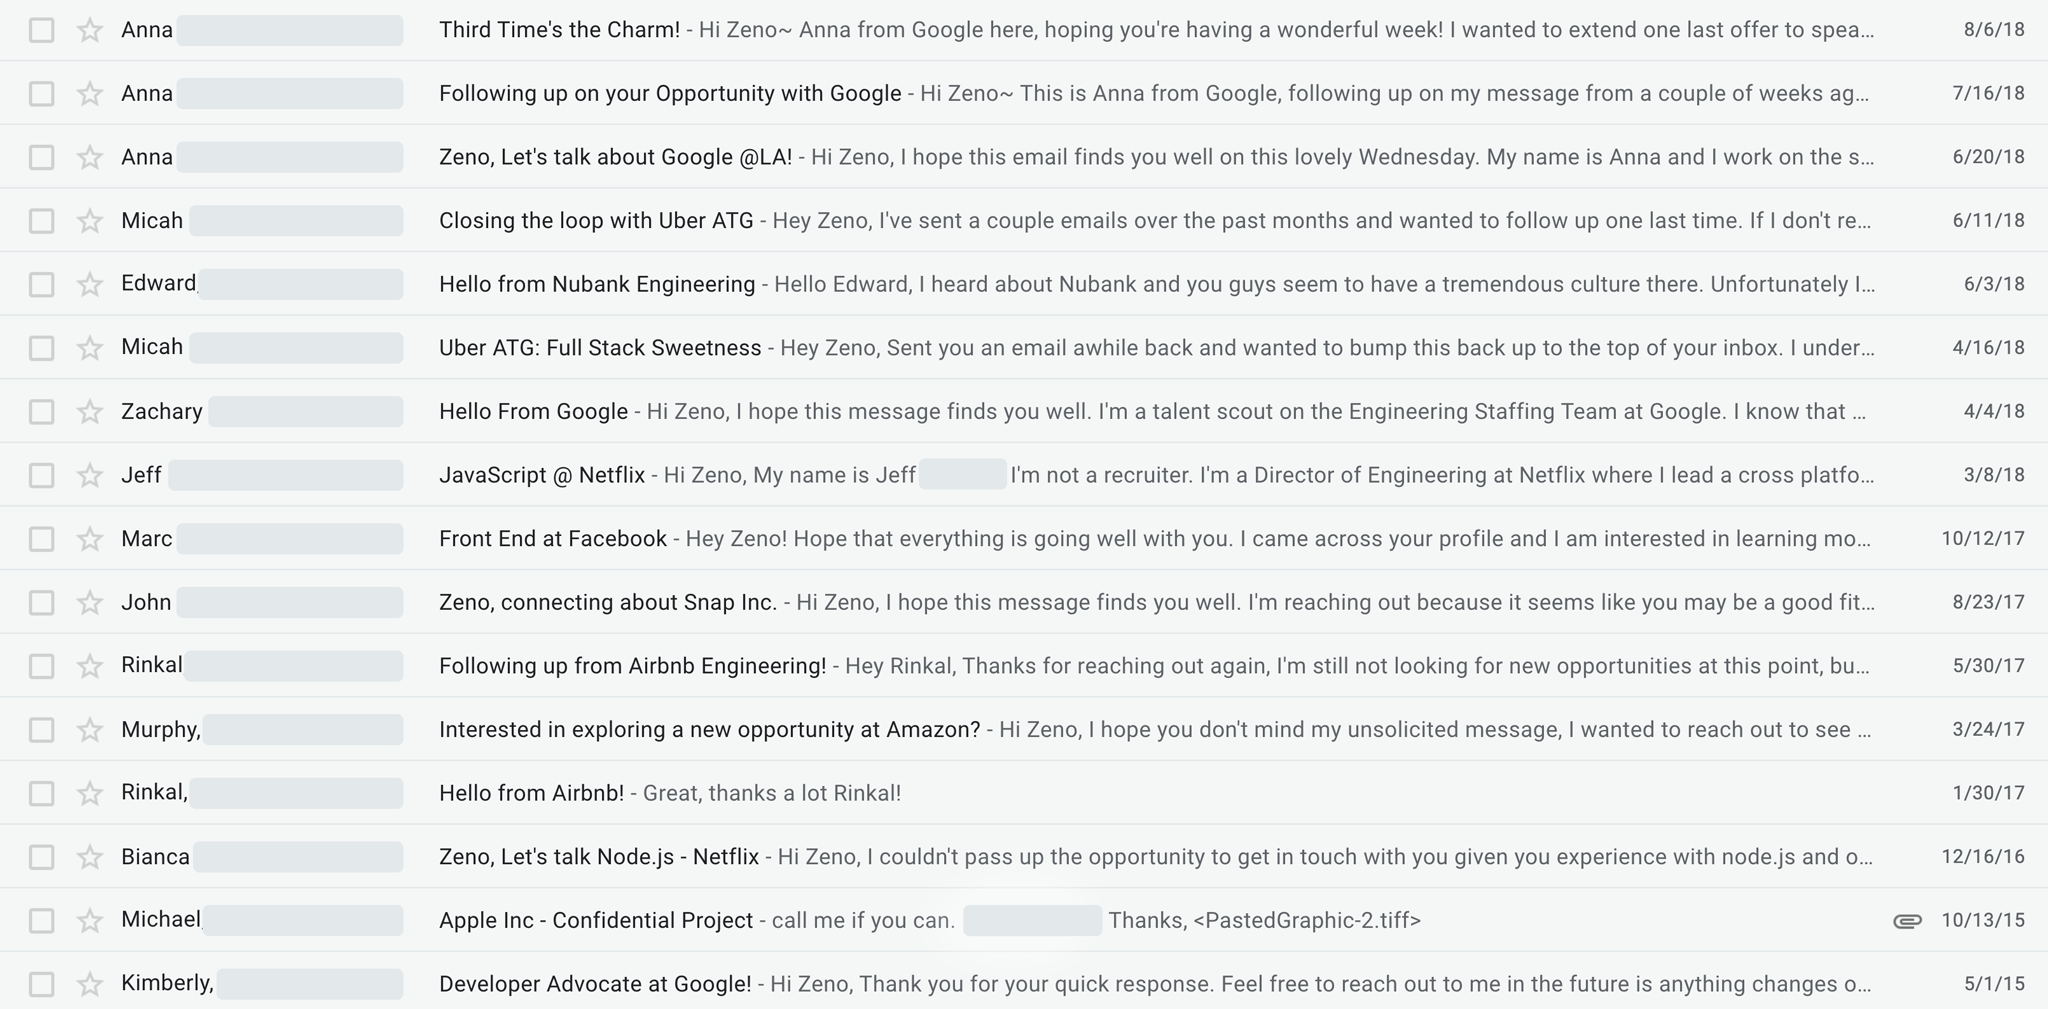 Anna Third Time's the Charm! - Hi Zeno~ Anna from Google here, hoping you're having a wonderful week! I wanted to extend one last offer to spea… 8/6/18
Anna Following up on your Opportunity with Google - Hi Zeno~ This is Anna from Google, following up on my message from a couple of weeks ag… 7/16/18
Anna Zeno, Let's talk about Google @LA! - Hi Zeno, I hope this email finds you well on this lovely Wednesday. My name is Anna and I work on the s… 6/20/18
Micah Closing the loop with Uber ATG - Hey Zeno, I've sent a couple emails over the past months and wanted to follow up one last time. If I don't re… 6/11/18
Edward, Hello from Nubank Engineering - Hello Edward, I heard about Nubank and you guys seem to have a tremendous culture there. Unfortunately I… 6/3/18
Micah Uber ATG: Full Stack Sweetness - Hey Zeno, Sent you an email awhile back and wanted to bump this back up to the top of your inbox. I under… 4/16/18
Zachary Hello From Google - Hi Zeno, I hope this message finds you well. I'm a talent scout on the Engineering Staffing Team at Google. I know that … 4/4/18
Jeff JavaScript @ Netflix - Hi Zeno, My name is Jeff I'm not a recruiter. I'm a Director of Engineering at Netflix where I lead a cross platfo… 3/8/18
Marc Front End at Facebook - Hey Zeno! Hope that everything is going well with you. I came across your profile and I am interested in learning mo… 10/12/17
John Zeno, connecting about Snap Inc. - Hi Zeno, I hope this message finds you well. I'm reaching out because it seems like you may be a good fit… 8/23/17
Rinkal Following up from Airbnb Engineering! - Hey Rinkal, Thanks for reaching out again, I'm still not looking for new opportunities at this point, bu… 5/30/17
Murphy, Interested in exploring a new opportunity at Amazon? - Hi Zeno, I hope you don't mind my unsolicited message, I wanted to reach out to see … 3/24/17
Rinkal, Hello from Airbnb! - Great, thanks a lot Rinkal! 1/30/17
Bianca Zeno, Let's talk Node.js - Netflix - Hi Zeno, I couldn't pass up the opportunity to get in touch with you given you experience with node.js and o… 12/16/16
Michael Apple Inc - Confidential Project - call me if you can. Thanks, <PastedGraphic-2.tiff> 10/13/15
Kimberly, Developer Advocate at Google! - Hi Zeno, Thank you for your quick response. Feel free to reach out to me in the future is anything changes o… 5/1/15